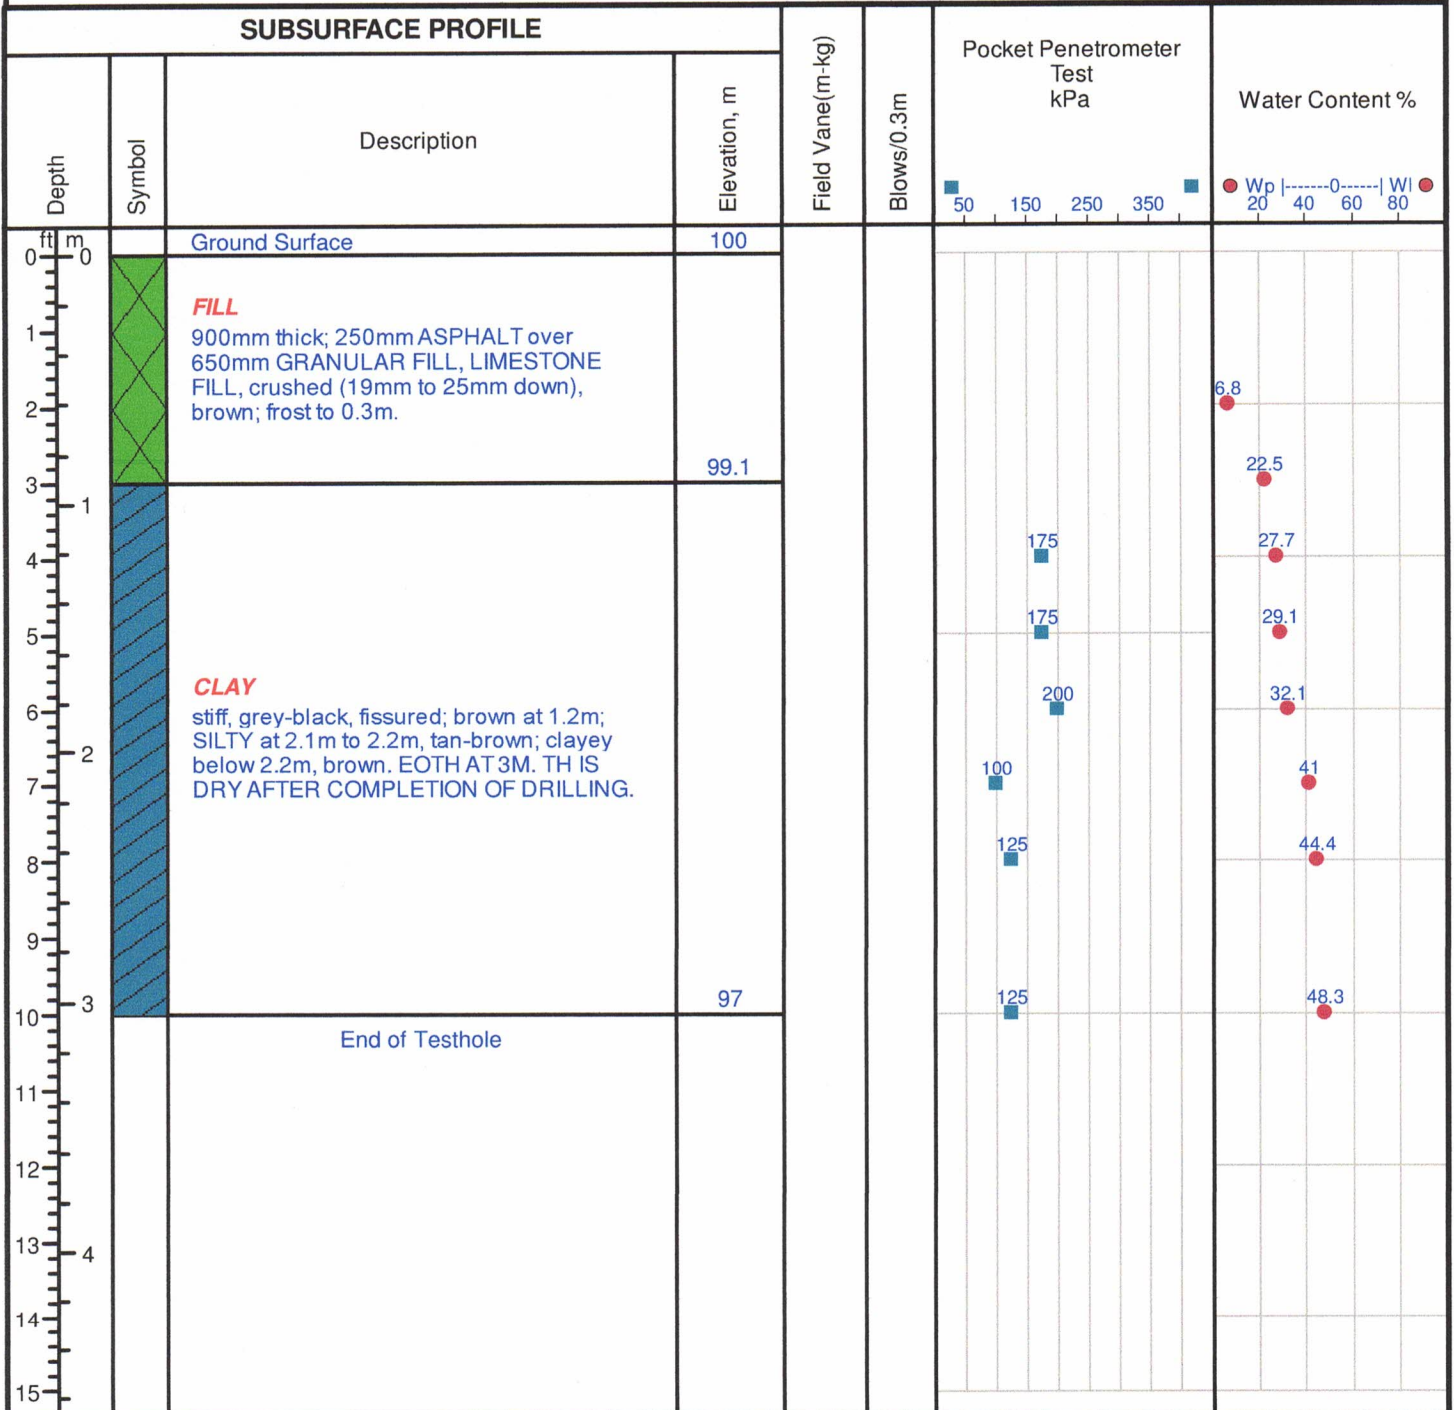 SUBSURFACE PROFILE
Depth
Symbol
Description
Elevation, m
Field Vane(m-kg)
Blows/0.3m
Pocket Penetrometer
Test
kPa
50 150 250 350
Water Content %
Wp |-------0------| Wl
20 40 60 80
ft m
0 0
Ground Surface
100
FILL
900mm thick; 250mm ASPHALT over
650mm GRANULAR FILL, LIMESTONE
FILL, crushed (19mm to 25mm down),
brown; frost to 0.3m.
99.1
1
2
3
1
4
5
6
2
7
8
9
3
10
11
12
13
4
14
15
CLAY
stiff, grey-black, fissured; brown at 1.2m;
SILTY at 2.1m to 2.2m, tan-brown; clayey
below 2.2m, brown. EOTH AT 3M. TH IS
DRY AFTER COMPLETION OF DRILLING.
97
End of Testhole
175
175
200
100
125
125
6.8
22.5
27.7
29.1
32.1
41
44.4
48.3